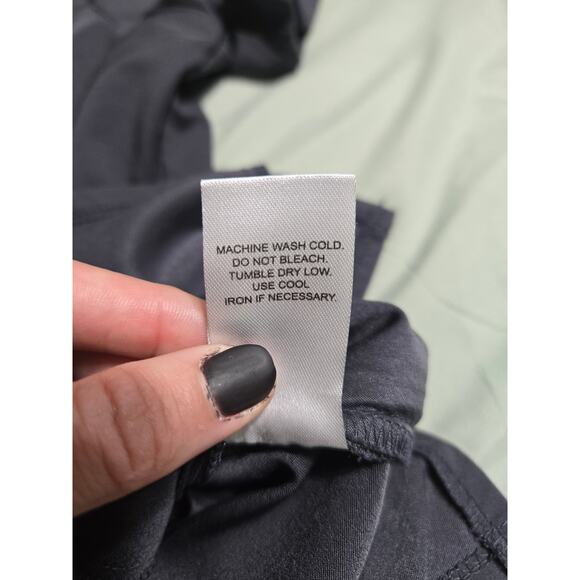 MACHINE WASH COLD.
DO NOT BLEACH.
TUMBLE DRY LOW.
USE COOL
IRON IF NECESSARY.